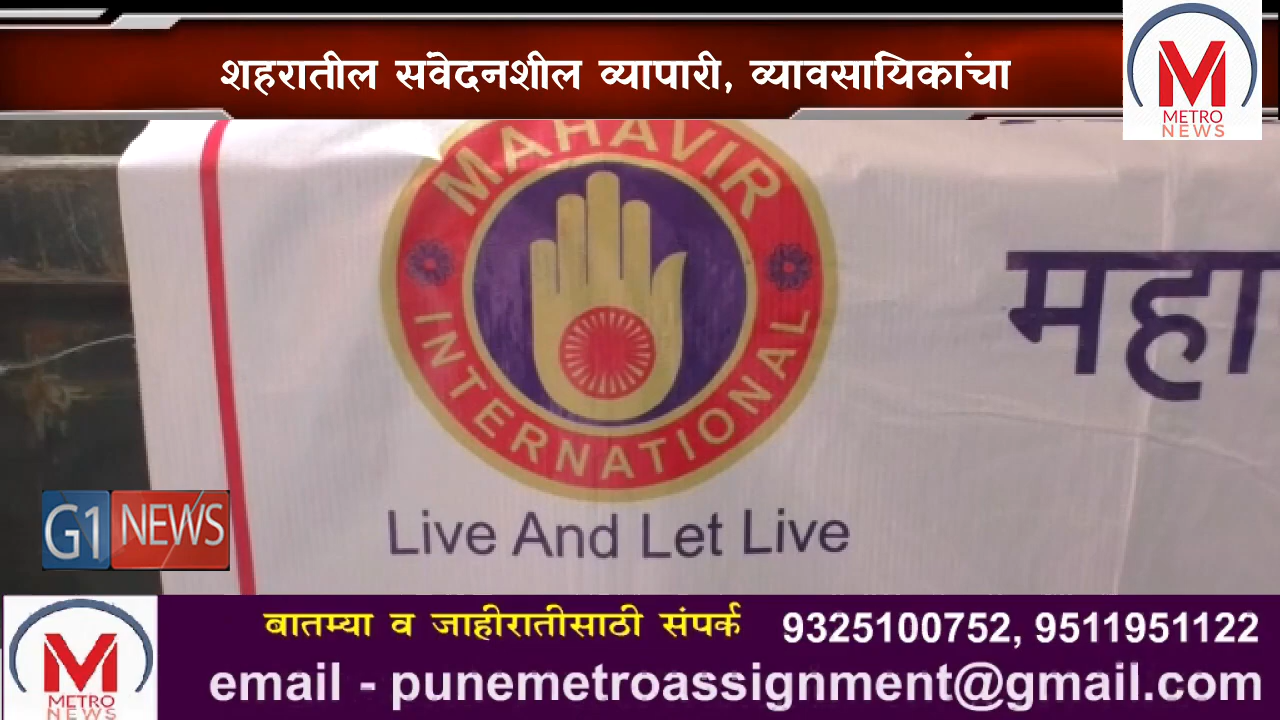 शहरातील संवेदनशील व्यापारी, व्यावसायिकांचा
METRO
NEWS
MAHAVIR
INTERNATIONAL
महा
Live And Let Live
G1 NEWS
बातम्या व जाहीरातीसाठी संपर्क 9325100752, 9511951122
METRO
NEWS
email - punemetroassignment@gmail.com